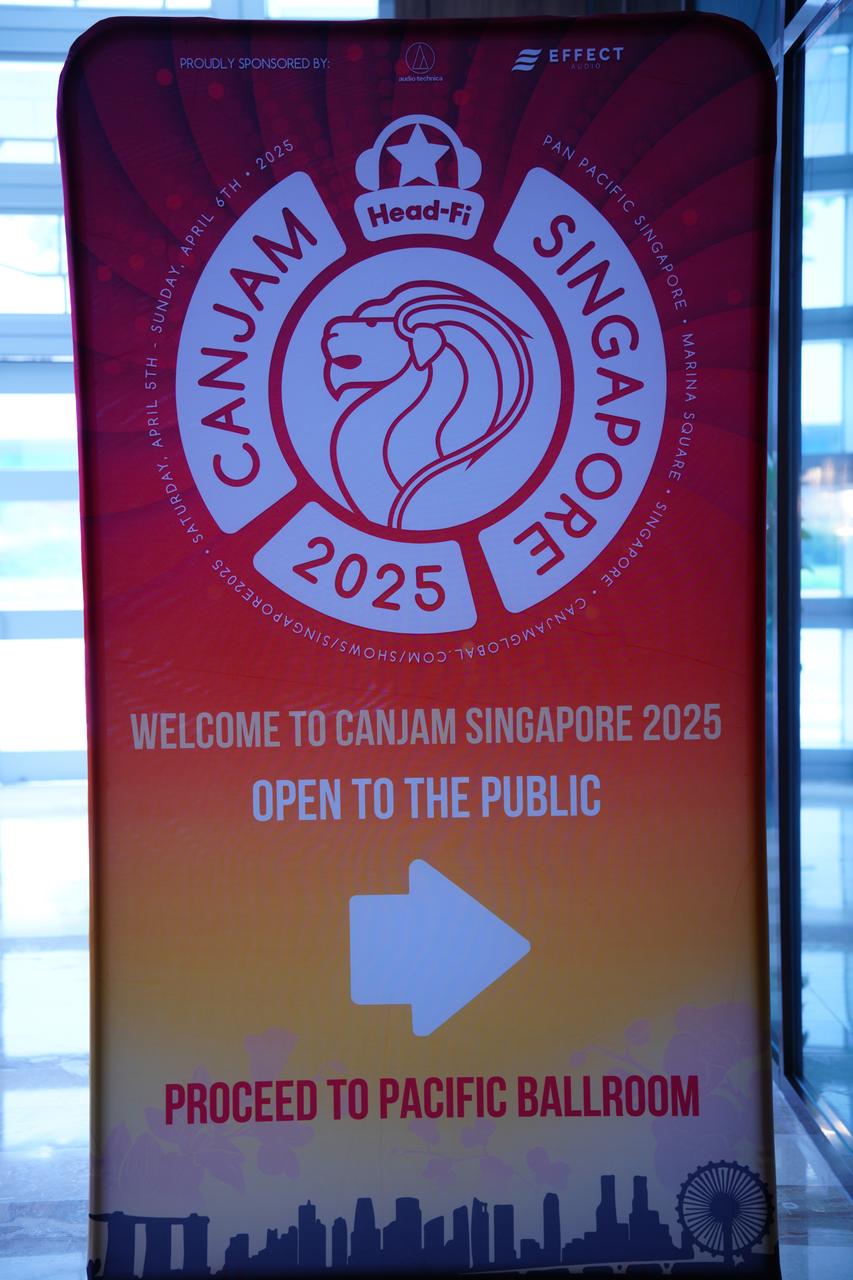 PROUDLY SPONSORED BY:
audio-technica
EFFECT
AUDIO
Head-Fi
CANJAM
SINGAPORE
2025
SATURDAY, APRIL 5TH - SUNDAY, APRIL 6TH • 2025
PAN PACIFIC SINGAPORE • MARINA SQUARE • SINGAPORE • CANJAMGLOBAL.COM/SHOWS/SINGAPORE2025 •
WELCOME TO CANJAM SINGAPORE 2025
OPEN TO THE PUBLIC
PROCEED TO PACIFIC BALLROOM